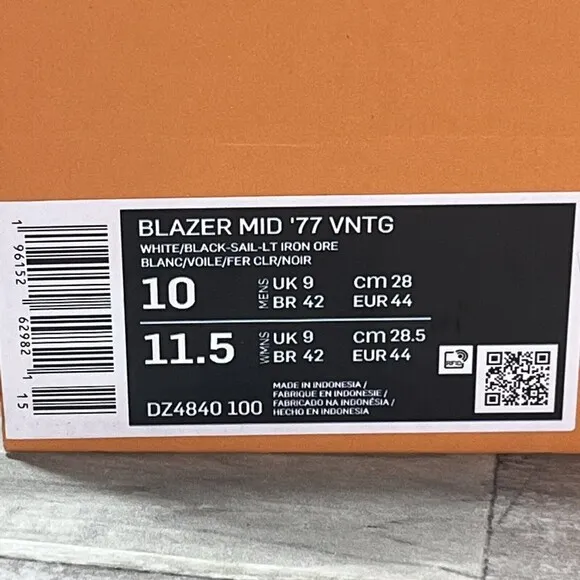 BLAZER MID '77 VNTG
WHITE/BLACK-SAIL-LT IRON ORE
BLANC/VOILE/FER CLR/NOIR
10 MENS UK 9 cm 28
BR 42 EUR 44
11.5 WMNS UK 9 cm 28.5
BR 42 EUR 44
RFID
DZ4840 100
MADE IN INDONESIA /
FABRIQUE EN INDONESIE /
FABRICADO NA INDONÉSIA /
HECHO EN INDONESIA
1 96152 62982 1 15